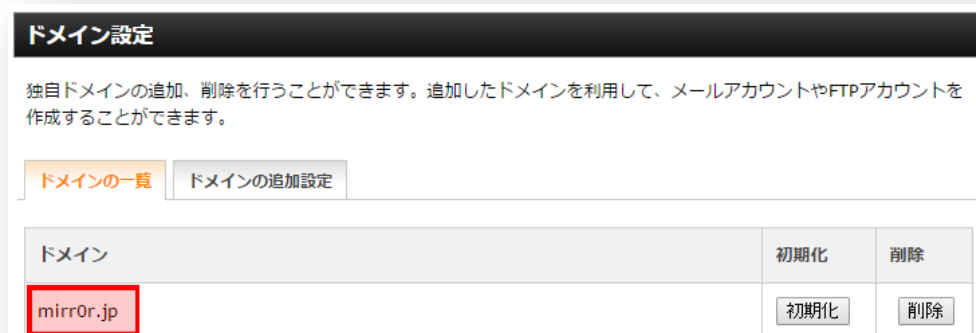 ドメイン設定
独自ドメインの追加、削除を行うことができます。追加したドメインを利用して、メールアカウントやFTPアカウントを
作成することができます。
ドメインの一覧 ドメインの追加設定
ドメイン 初期化 削除
mirr0r.jp 初期化 削除